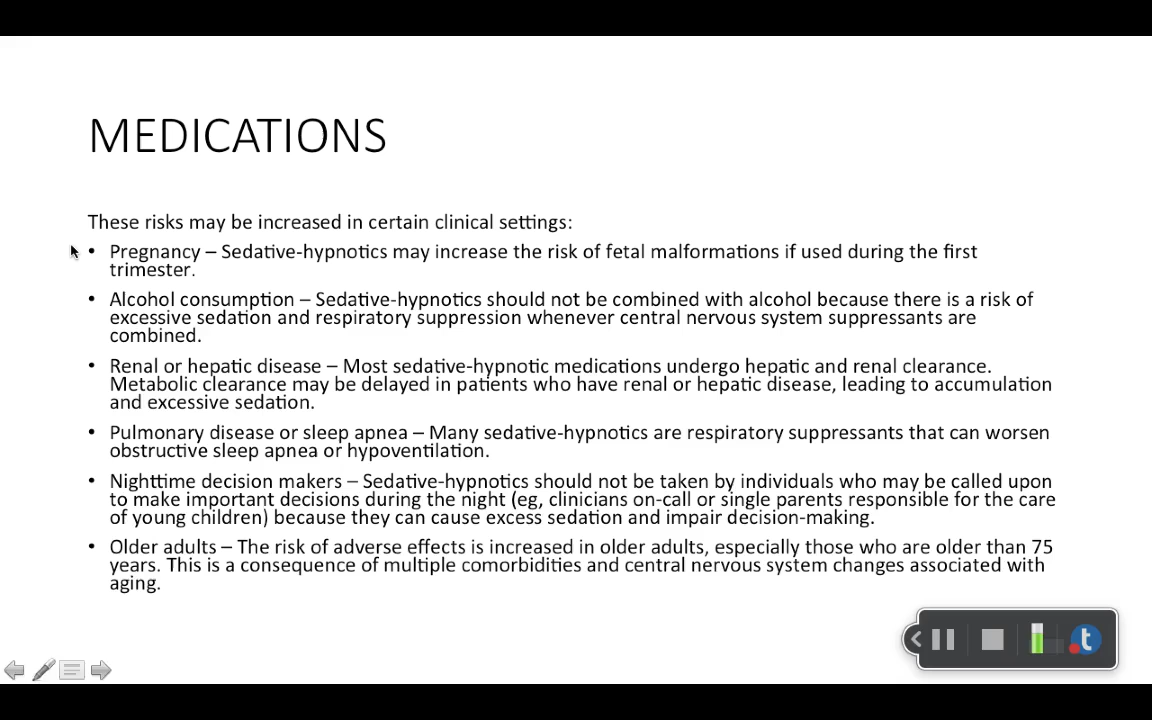 MEDICATIONS
These risks may be increased in certain clinical settings:
• Pregnancy – Sedative-hypnotics may increase the risk of fetal malformations if used during the first
trimester.
• Alcohol consumption – Sedative-hypnotics should not be combined with alcohol because there is a risk of
excessive sedation and respiratory suppression whenever central nervous system suppressants are
combined.
• Renal or hepatic disease – Most sedative-hypnotic medications undergo hepatic and renal clearance.
Metabolic clearance may be delayed in patients who have renal or hepatic disease, leading to accumulation
and excessive sedation.
• Pulmonary disease or sleep apnea – Many sedative-hypnotics are respiratory suppressants that can worsen
obstructive sleep apnea or hypoventilation.
• Nighttime decision makers – Sedative-hypnotics should not be taken by individuals who may be called upon
to make important decisions during the night (eg, clinicians on-call or single parents responsible for the care
of young children) because they can cause excess sedation and impair decision-making.
• Older adults – The risk of adverse effects is increased in older adults, especially those who are older than 75
years. This is a consequence of multiple comorbidities and central nervous system changes associated with
aging.
t